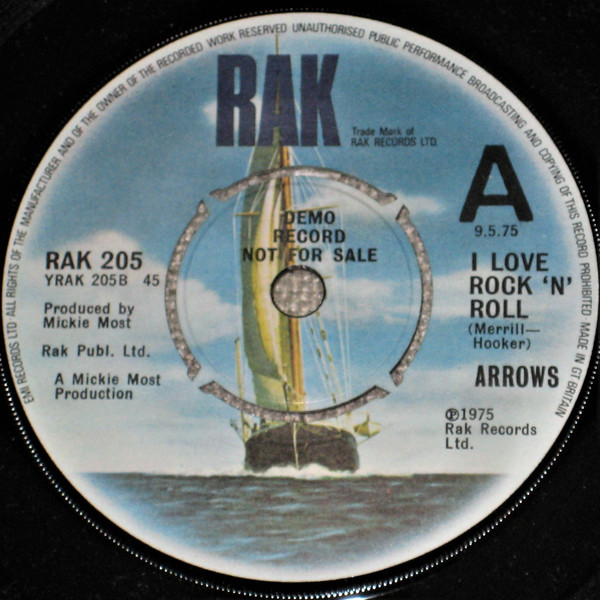 EMI RECORDS LTD·ALL RIGHTS OF THE MANUFACTURER AND OF THE OWNER OF THE RECORDED WORK RESERVED UNAUTHORISED PUBLIC PERFORMANCE BROADCASTING AND COPYING OF THIS RECORD PROHIBITED MADE IN GT BRITAIN
RAK
Trade Mark of
RAK RECORDS LTD.
A
9.5.75
DEMO
RECORD
NOT FOR SALE
RAK 205
YRAK 205B 45
Produced by
Mickie Most
Rak Publ. Ltd.
A Mickie Most
Production
I LOVE
ROCK 'N'
ROLL
(Merrill—
Hooker)
ARROWS
℗1975
Rak Records
Ltd.